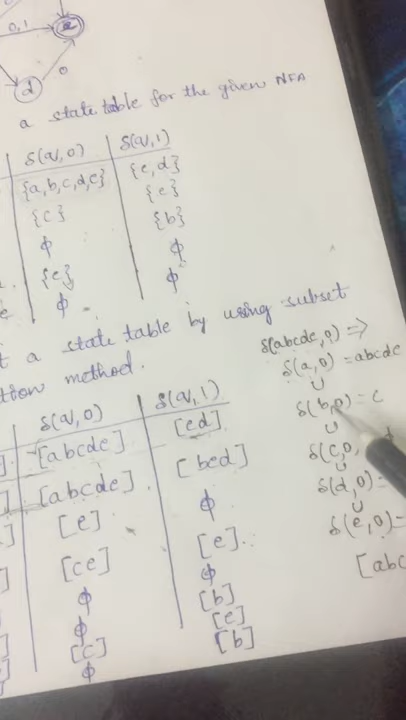 0,1
e
d
0
a state table for the given NFA
δ(q,0) δ(q,1)
{a,b,c,d,e} {e,d}
{c} {e}
ϕ {b}
{e} ϕ
ϕ ϕ
a state table by using subset
method.
δ(q,0) δ(q,1)
[abcde] [ed]
[abcde] [bed]
[e] ϕ
[ce] [e]
ϕ ϕ
ϕ [b]
[c] [e]
ϕ [b]
δ(abcde,0) =>
δ(a,0) = abcde
∪
δ(b,0) = c
∪
δ(c,0,
∪
δ(d,0) =
∪
δ(e,0) =
[abc